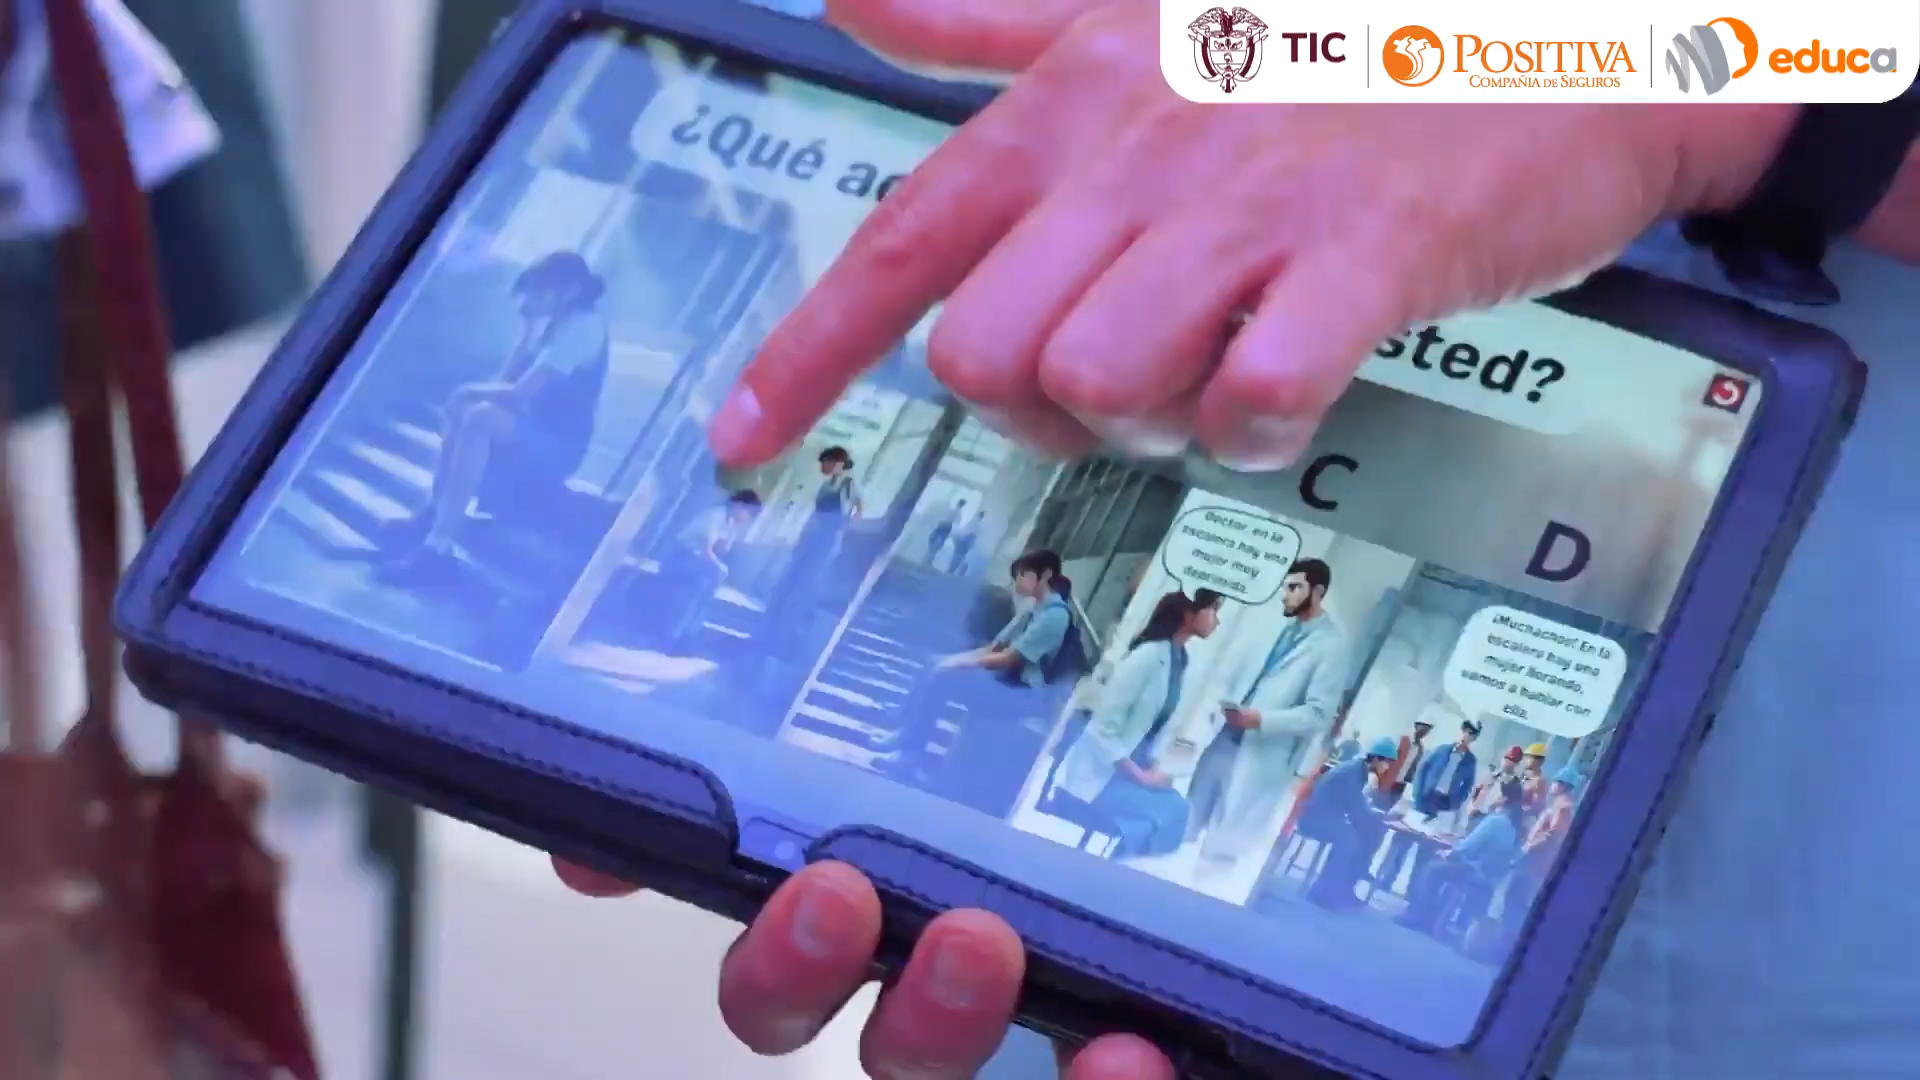 TIC
POSITIVA
COMPAÑÍA DE SEGUROS
educa
¿Qué
sted?
C
D
Doctor, en la
escalera hay una
mujer muy
deprimida.
¡Muchachos! En la
escalera hay una
mujer llorando,
vamos a hablar con
ella.